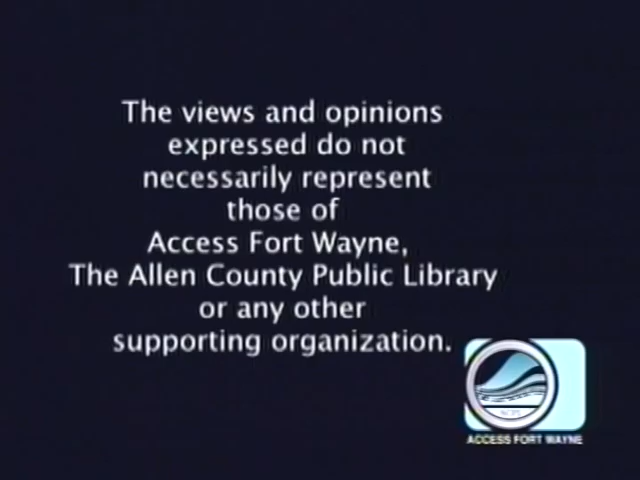 The views and opinions
expressed do not
necessarily represent
those of
Access Fort Wayne,
The Allen County Public Library
or any other
supporting organization.
ACCESS FORT WAYNE